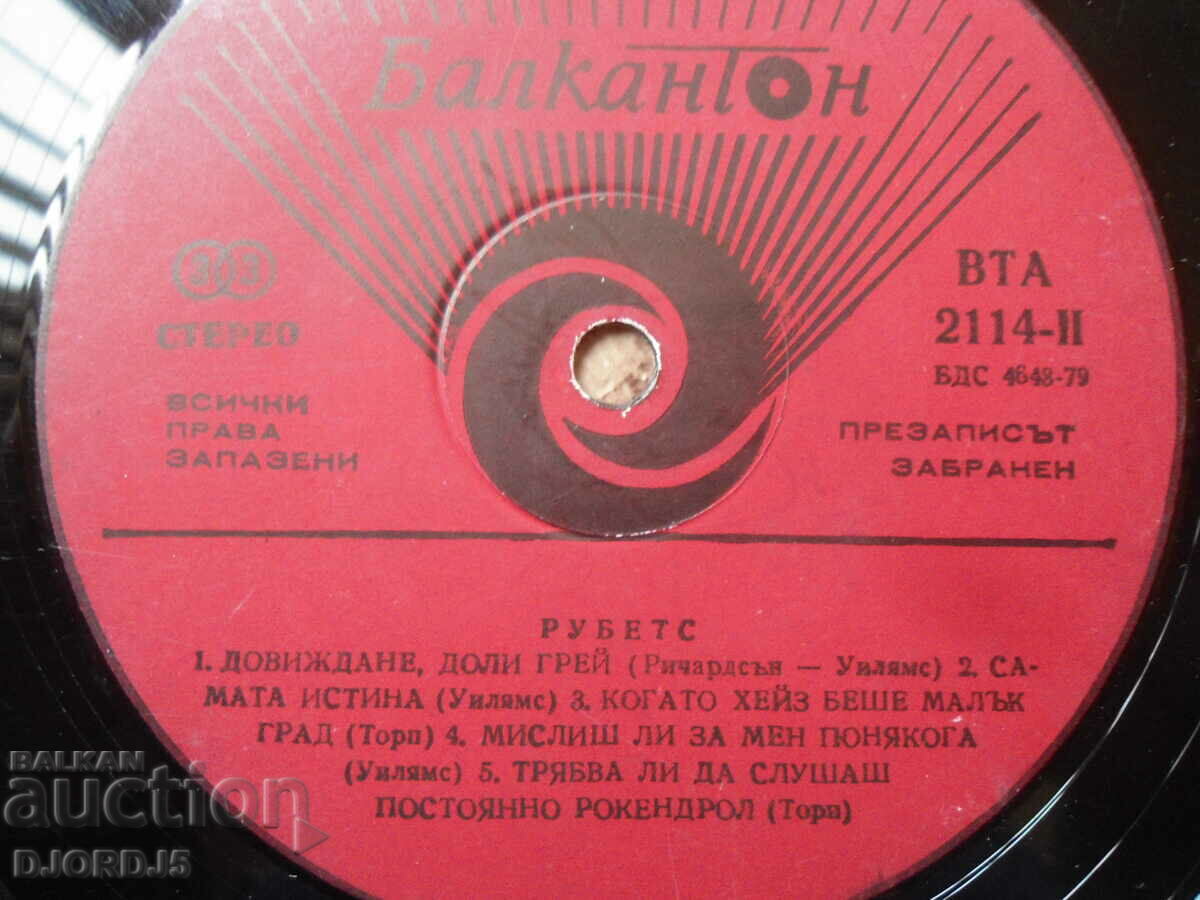 БалканТон
33
СТЕРЕО
ВСИЧКИ
ПРАВА
ЗАПАЗЕНИ
ВТА
2114-II
БДС 4643-79
ПРЕЗАПИСЪТ
ЗАБРАНЕН
РУБЕТС
1. ДОВИЖДАНЕ, ДОЛИ ГРЕЙ (Ричардсън — Уилямс) 2. СА-
МАТА ИСТИНА (Уилямс) 3. КОГАТО ХЕЙЗ БЕШЕ МАЛЪК
ГРАД (Торп) 4. МИСЛИШ ЛИ ЗА МЕН ПОНЯКОГА
(Уилямс) 5. ТРЯБВА ЛИ ДА СЛУШАШ
ПОСТОЯННО РОКЕНДРОЛ (Торп)
BALKAN
auction
DJORDJ5